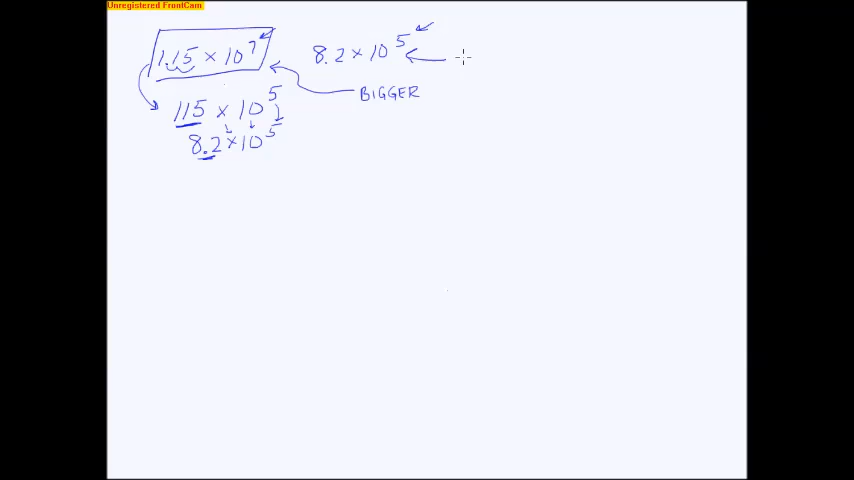 Unregistered FrontCam
1.15 × 10⁷ 8.2 × 10⁵
BIGGER
115 × 10⁵
8.2 × 10⁵